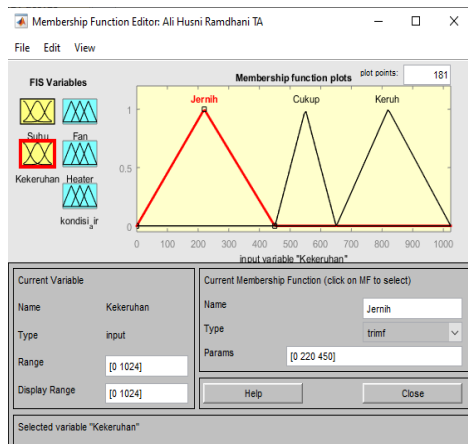 Membership Function Editor: Ali Husni Ramdhani TA
File Edit View
FIS Variables
Membership function plots
plot points: 181
Suhu
Fan
Kekeruhan
Heater
kondisi_air
Jernih Cukup Keruh
1
0.5
0
0 100 200 300 400 500 600 700 800 900 1000
input variable "Kekeruhan"
Current Variable
Name Kekeruhan
Type input
Range [0 1024]
Display Range [0 1024]
Current Membership Function (click on MF to select)
Name Jernih
Type trimf
Params [0 220 450]
Help Close
Selected variable "Kekeruhan"